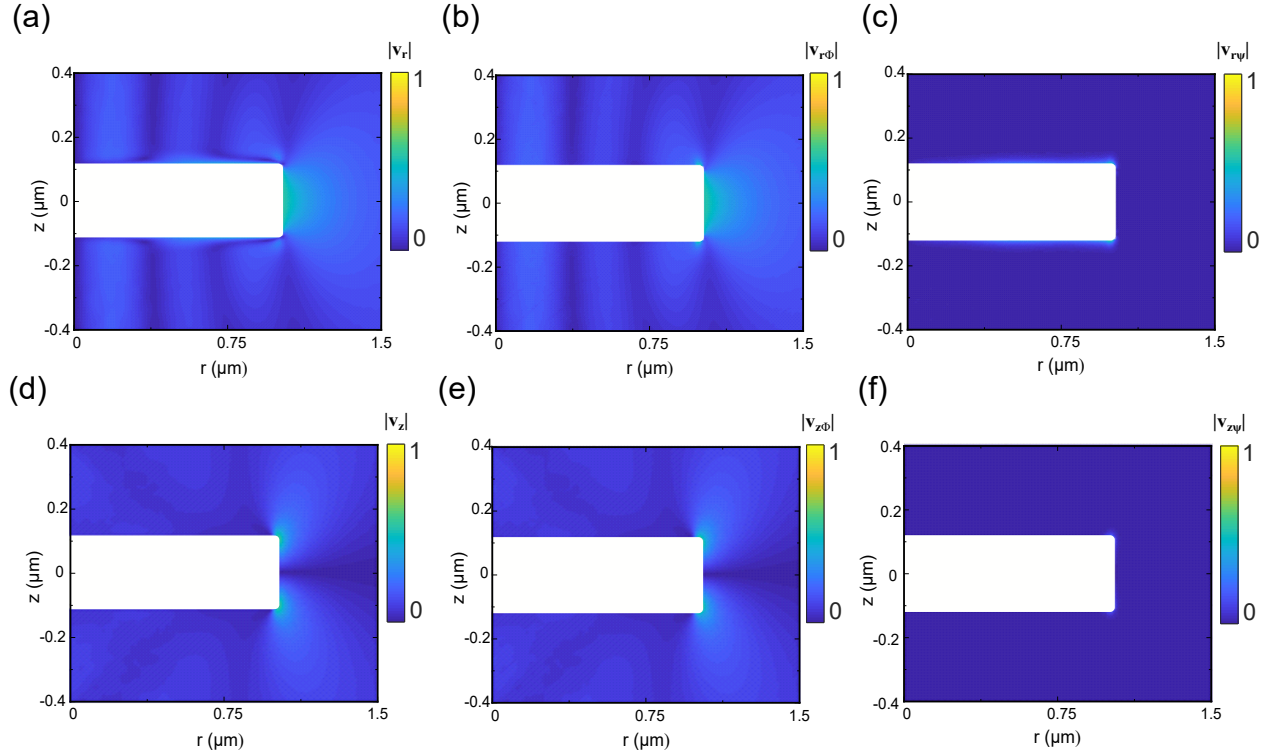 (a)
|v_r|
0.4
0.2
0
-0.2
-0.4
z (µm)
0
0.75
1.5
r (µm)
1
0
(b)
|v_rΦ|
0.4
0.2
0
-0.2
-0.4
z (µm)
0
0.75
1.5
r (µm)
1
0
(c)
|v_rψ|
0.4
0.2
0
-0.2
-0.4
z (µm)
0
0.75
1.5
r (µm)
1
0
(d)
|v_z|
0.4
0.2
0
-0.2
-0.4
z (µm)
0
0.75
1.5
r (µm)
1
0
(e)
|v_zΦ|
0.4
0.2
0
-0.2
-0.4
z (µm)
0
0.75
1.5
r (µm)
1
0
(f)
|v_zψ|
0.4
0.2
0
-0.2
-0.4
z (µm)
0
0.75
1.5
r (µm)
1
0